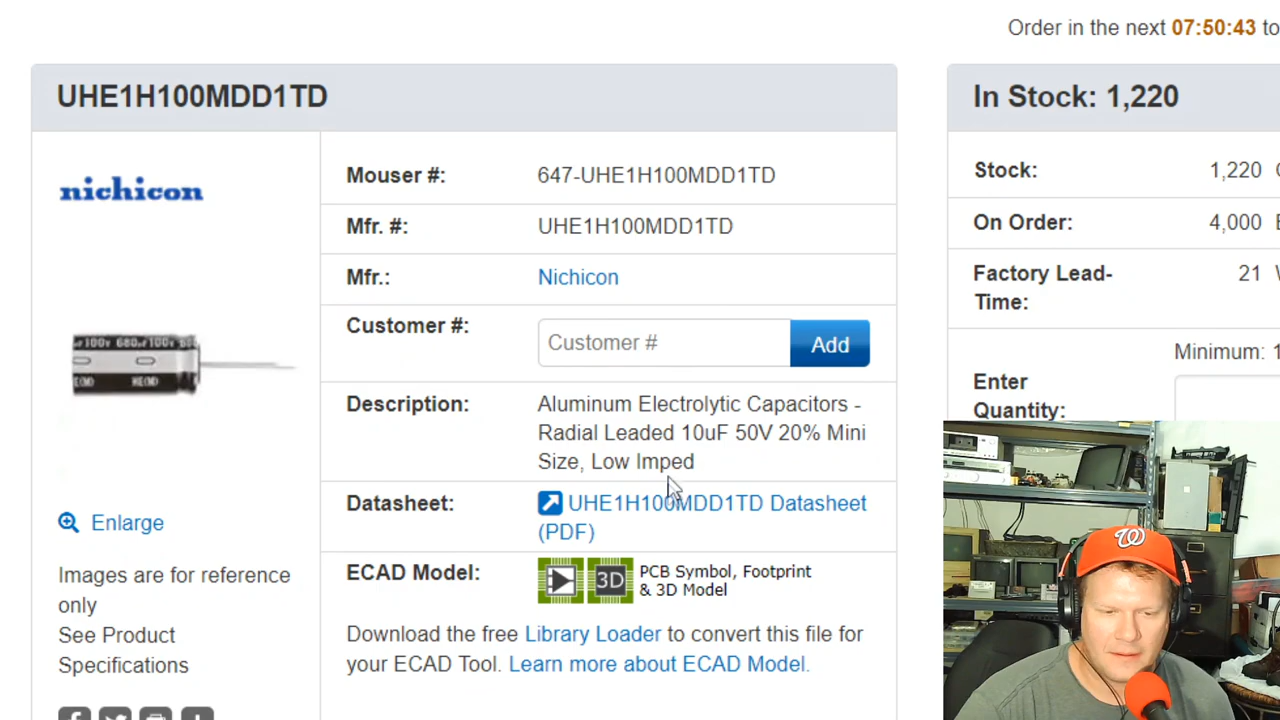 Order in the next 07:50:43 to
UHE1H100MDD1TD
In Stock: 1,220
nichicon
Mouser #: 647-UHE1H100MDD1TD
Mfr. #: UHE1H100MDD1TD
Mfr.: Nichicon
Customer #: Customer # Add
Description: Aluminum Electrolytic Capacitors -
Radial Leaded 10uF 50V 20% Mini
Size, Low Imped
Datasheet: UHE1H100MDD1TD Datasheet
(PDF)
ECAD Model: 3D PCB Symbol, Footprint
& 3D Model
Download the free Library Loader to convert this file for
your ECAD Tool. Learn more about ECAD Model.
Enlarge
Images are for reference
only
See Product
Specifications
Stock: 1,220
On Order: 4,000
Factory Lead-
Time: 21
Minimum: 1
Enter
Quantity:
W